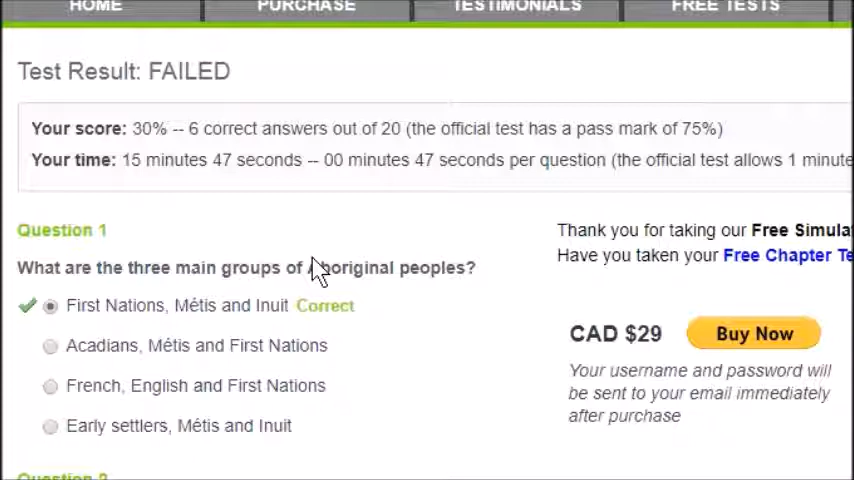 HOME PURCHASE TESTIMONIALS FREE TESTS
Test Result: FAILED
Your score: 30% -- 6 correct answers out of 20 (the official test has a pass mark of 75%)
Your time: 15 minutes 47 seconds -- 00 minutes 47 seconds per question (the official test allows 1 minute
Question 1
What are the three main groups of Aboriginal peoples?
First Nations, Métis and Inuit Correct
Acadians, Métis and First Nations
French, English and First Nations
Early settlers, Métis and Inuit
Question 2
Thank you for taking our Free Simula
Have you taken your Free Chapter Te
CAD $29 Buy Now
Your username and password will
be sent to your email immediately
after purchase